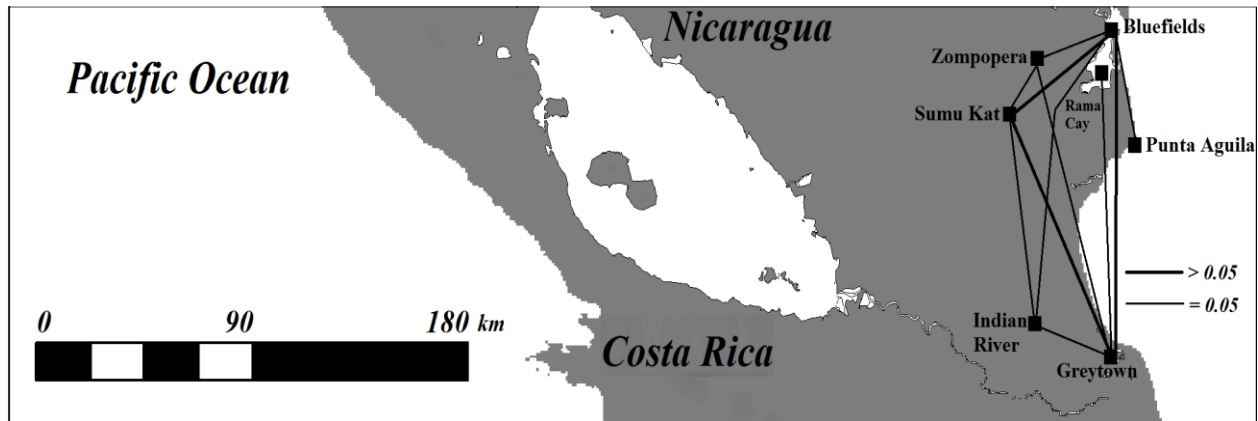 Nicaragua
Bluefields
Pacific Ocean
Zompopera
Rama
Cay
Sumu Kat
Punta Aguila
> 0.05
= 0.05
0 90 180 km
Indian
River
Costa Rica
Greytown